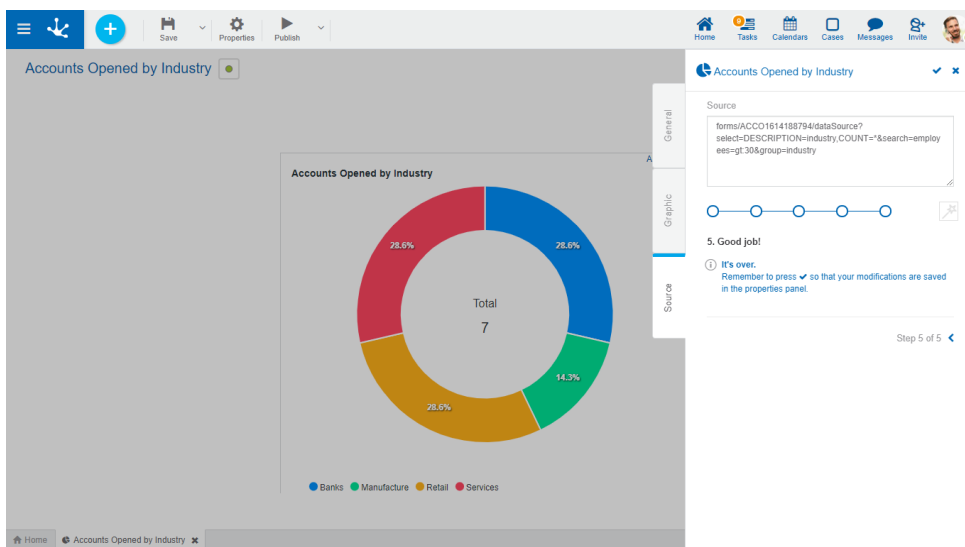 Save
Properties
Publish
Home
9
Tasks
Calendars
Cases
Messages
Invite
Accounts Opened by Industry
A
Accounts Opened by Industry
28.6%
28.6%
Total
7
14.3%
28.6%
Banks
Manufacture
Retail
Services
General
Graphic
Source
Accounts Opened by Industry
Source
forms/ACCO1614188794/dataSource?
select=DESCRIPTION=industry,COUNT=*&search=employ
ees=gt:30&group=industry
5. Good job!
It's over.
Remember to press ✔ so that your modifications are saved
in the properties panel.
Step 5 of 5
Home
Accounts Opened by Industry